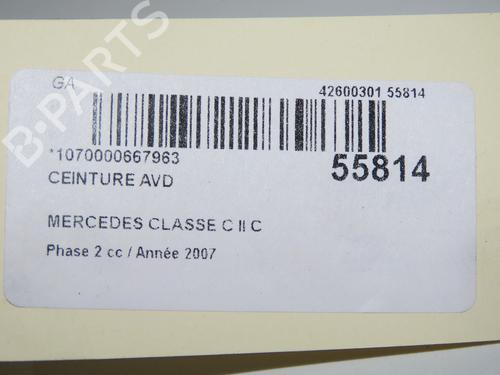 GA 42600301 55814
*1070000667963
55814
CEINTURE AVD
MERCEDES CLASSE C II C
Phase 2 cc / Année 2007
B-PARTS